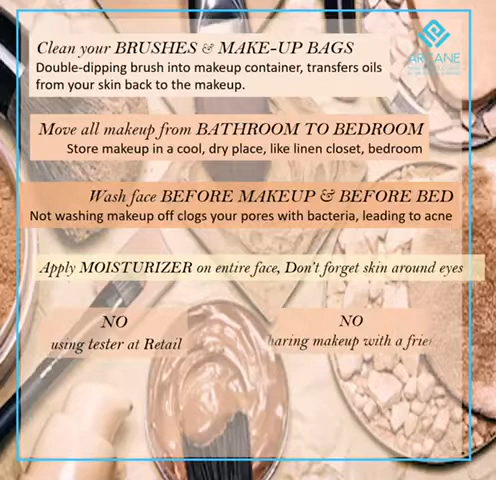 Clean your BRUSHES & MAKE-UP BAGS
Double-dipping brush into makeup container, transfers oils
from your skin back to the makeup.
Move all makeup from BATHROOM TO BEDROOM
Store makeup in a cool, dry place, like linen closet, bedroom
Wash face BEFORE MAKEUP & BEFORE BED
Not washing makeup off clogs your pores with bacteria, leading to acne
Apply MOISTURIZER on entire face, Don't forget skin around eyes
NO
using tester at Retail
NO
haring makeup with a frie